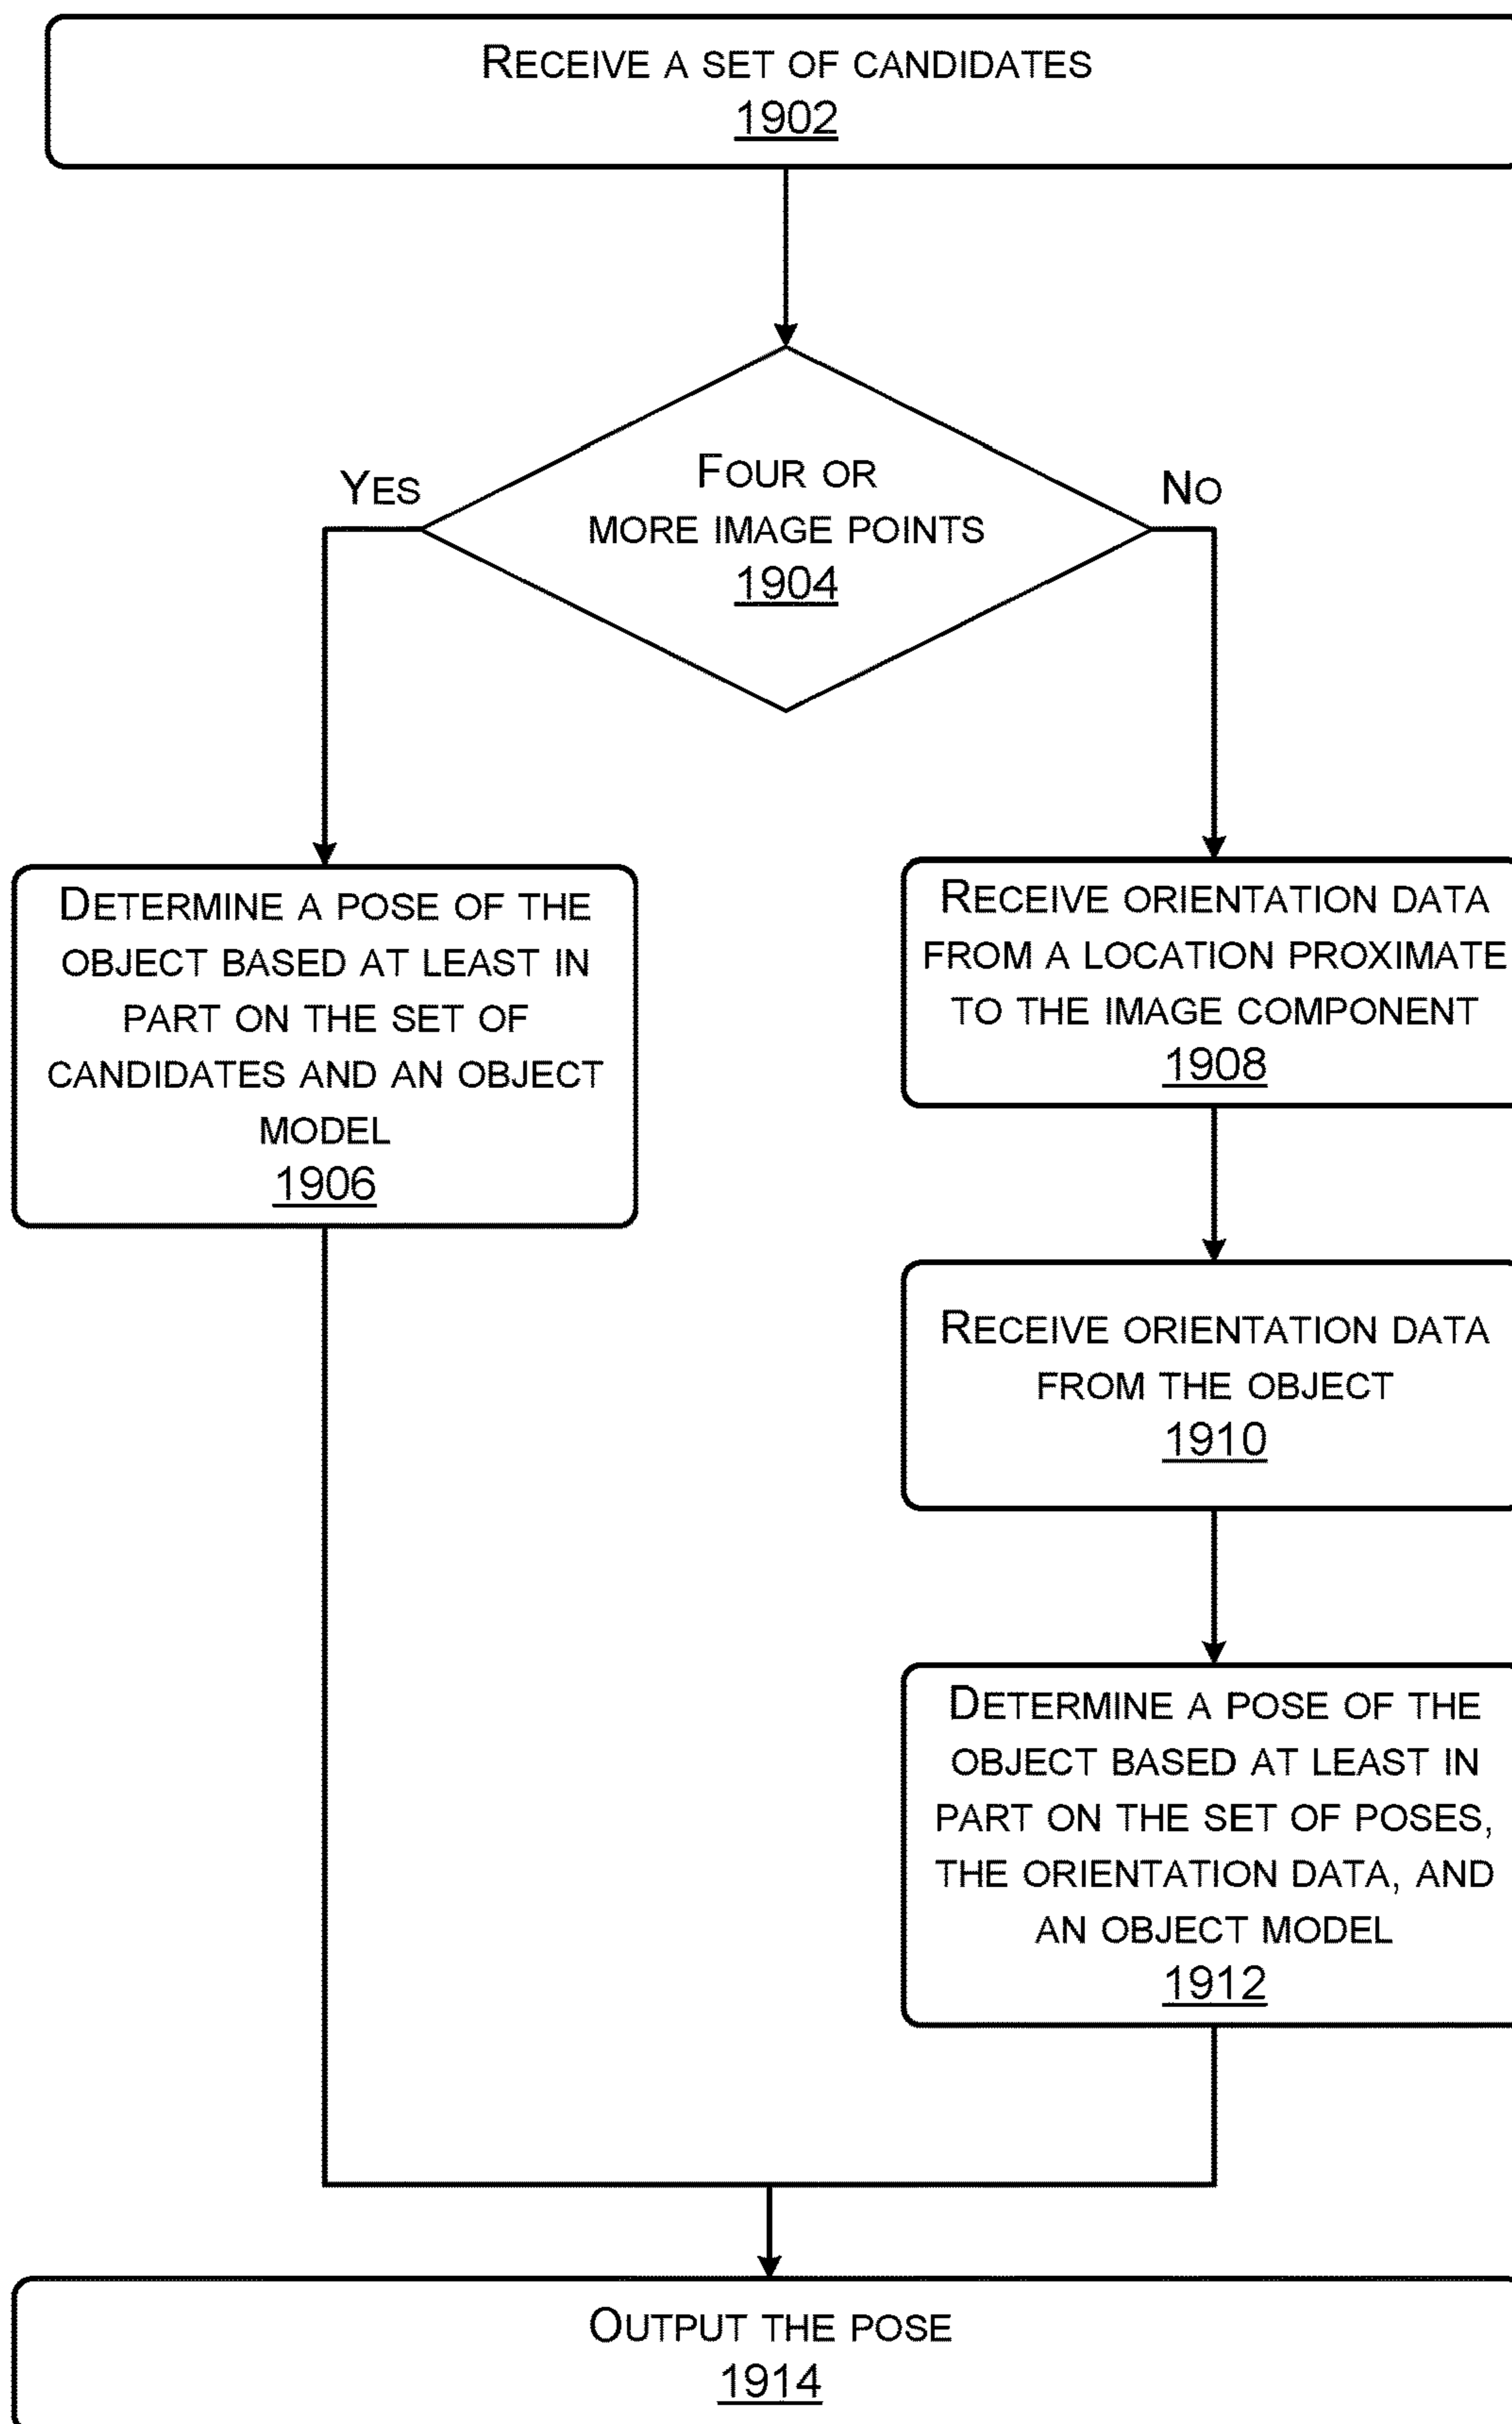 RECEIVE A SET OF CANDIDATES
1902
FOUR OR
MORE IMAGE POINTS
1904
YES
NO
DETERMINE A POSE OF THE
OBJECT BASED AT LEAST IN
PART ON THE SET OF
CANDIDATES AND AN OBJECT
MODEL
1906
RECEIVE ORIENTATION DATA
FROM A LOCATION PROXIMATE
TO THE IMAGE COMPONENT
1908
RECEIVE ORIENTATION DATA
FROM THE OBJECT
1910
DETERMINE A POSE OF THE
OBJECT BASED AT LEAST IN
PART ON THE SET OF POSES,
THE ORIENTATION DATA, AND
AN OBJECT MODEL
1912
OUTPUT THE POSE
1914